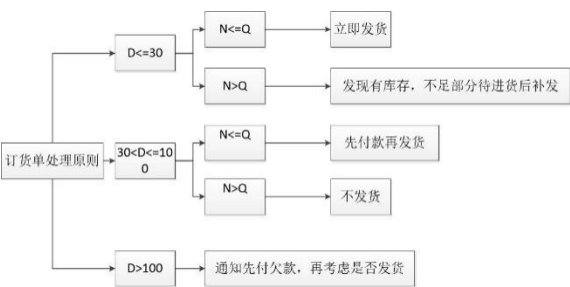 订货单处理原则
D<=30
N<=Q
立即发货
N>Q
发现有库存，不足部分待进货后补发
30<D<=10
0
N<=Q
先付款再发货
N>Q
不发货
D>100
通知先付欠款，再考虑是否发货